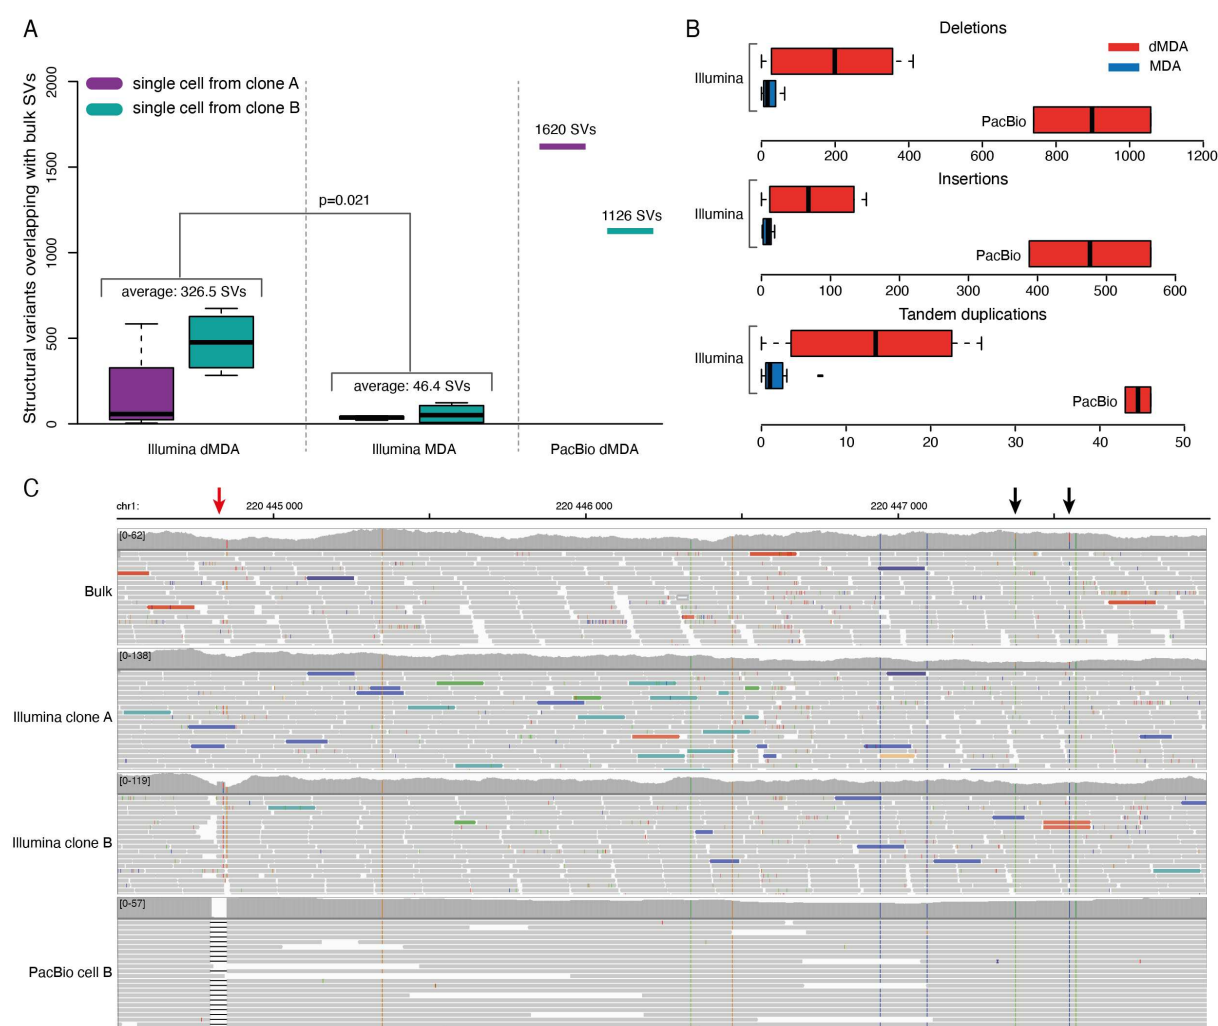 A
Structural variants overlapping with bulk SVs
2000
1500
1000
500
0
single cell from clone A
single cell from clone B
1620 SVs
1126 SVs
p=0.021
average: 326.5 SVs
average: 46.4 SVs
Illumina dMDA
Illumina MDA
PacBio dMDA
B
Deletions
dMDA
MDA
Illumina
PacBio
0 200 400 600 800 1000 1200
Insertions
Illumina
PacBio
0 100 200 300 400 500 600
Tandem duplications
Illumina
PacBio
0 10 20 30 40 50
C
chr1: 220 445 000 220 446 000 220 447 000
[0-62]
Bulk
[0-138]
Illumina clone A
[0-119]
Illumina clone B
[0-57]
PacBio cell B